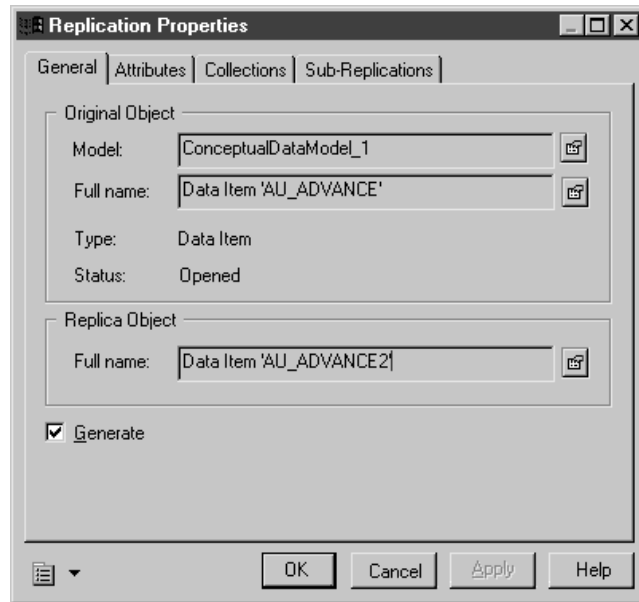 Replication Properties
General Attributes Collections Sub-Replications
Original Object
Model: ConceptualDataModel_1
Full name: Data Item 'AU_ADVANCE'
Type: Data Item
Status: Opened
Replica Object
Full name: Data Item 'AU_ADVANCE2'
Generate
OK Cancel Apply Help